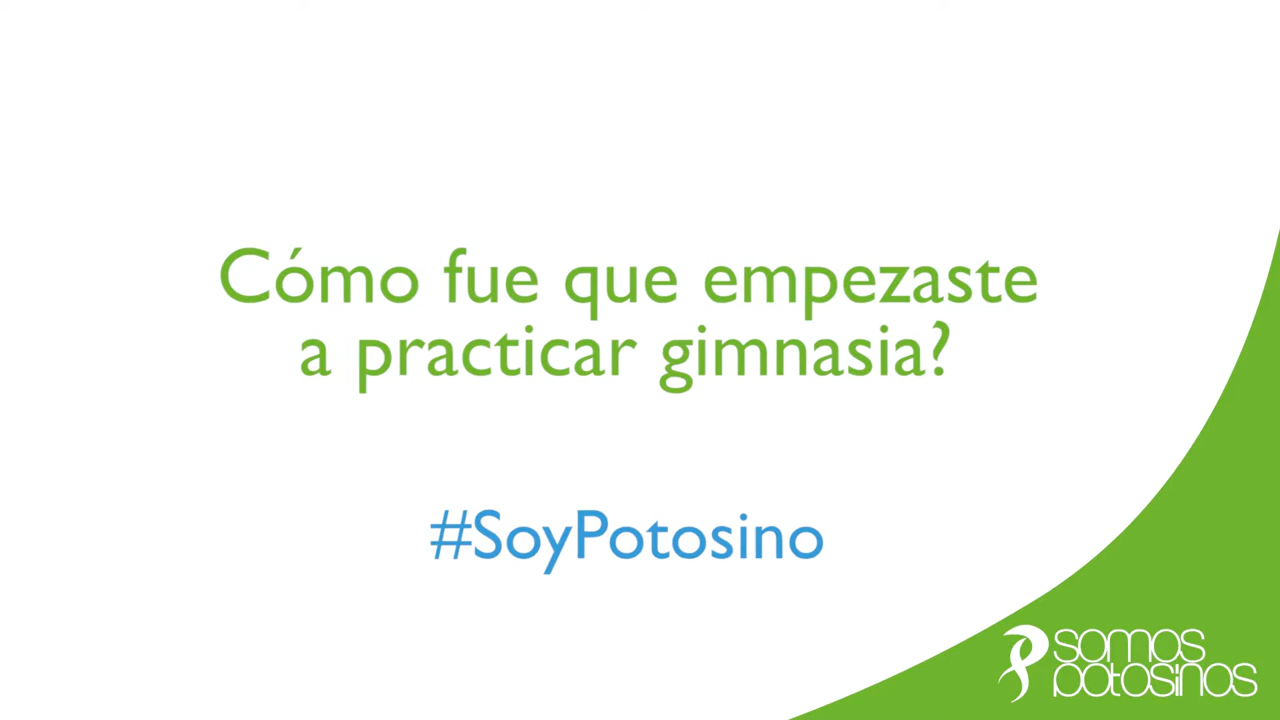 Cómo fue que empezaste
a practicar gimnasia?
#SoyPotosino
somos
potosinos